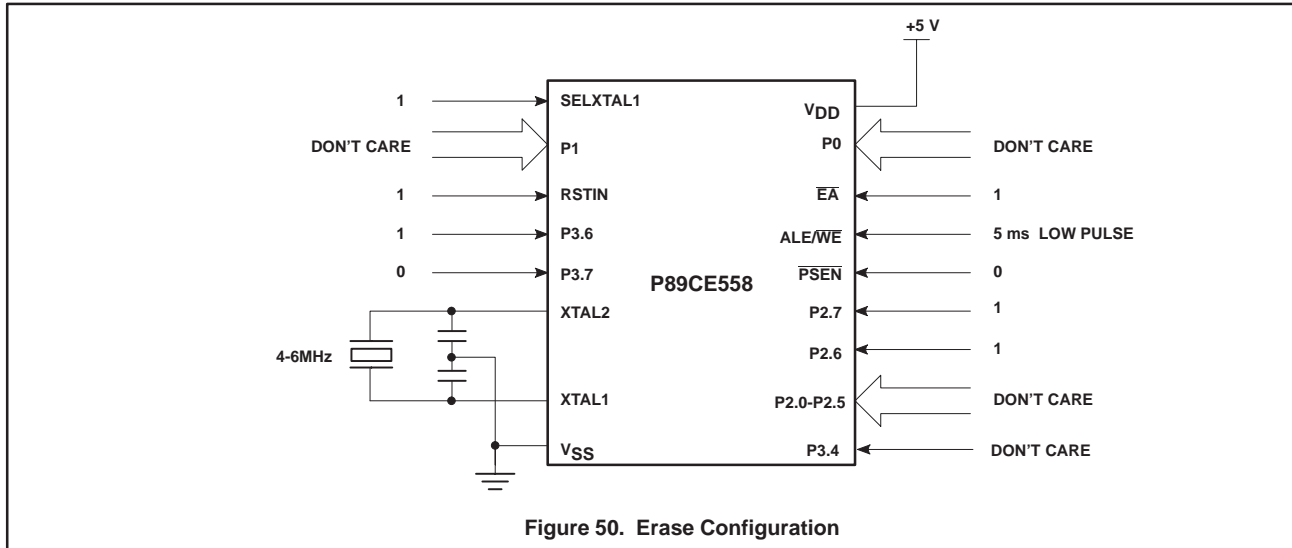 +5 V
1
SELXTAL1
VDD
DON'T CARE
P1
P0
DON'T CARE
1
RSTIN
EA
1
1
P3.6
ALE/WE
5 ms LOW PULSE
0
P3.7
P89CE558
PSEN
0
XTAL2
P2.7
1
4-6MHz
P2.6
1
XTAL1
P2.0-P2.5
DON'T CARE
VSS
P3.4
DON'T CARE
Figure 50. Erase Configuration